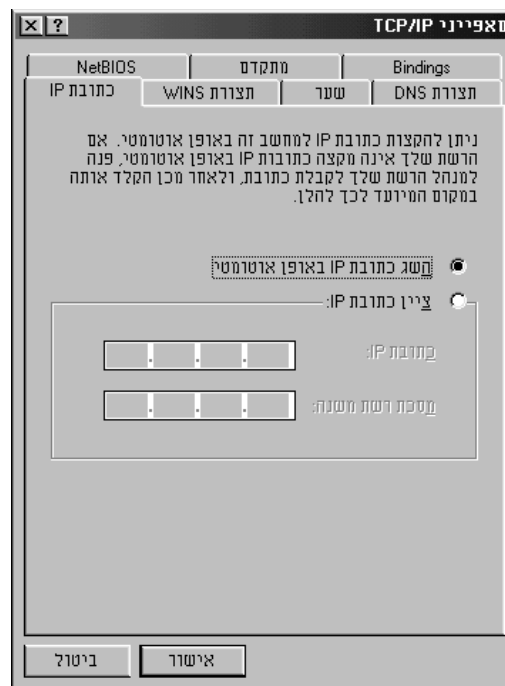 מאפייני TCP/IP
Bindings
מתקדם
NetBIOS
תצורת DNS
שער
תצורת WINS
כתובת IP
ניתן להקצות כתובת IP למחשב זה באופן אוטומטי. אם
הרשת שלך אינה מקצה כתובות IP באופן אוטומטי, פנה
למנהל הרשת שלך לקבלת כתובת, ולאחר מכן הקלד אותה
במקום המיועד לכך להלן.
השג כתובת IP באופן אוטומטי
ציין כתובת IP:
כתובת IP:
מסכת רשת משנה:
אישור
ביטול